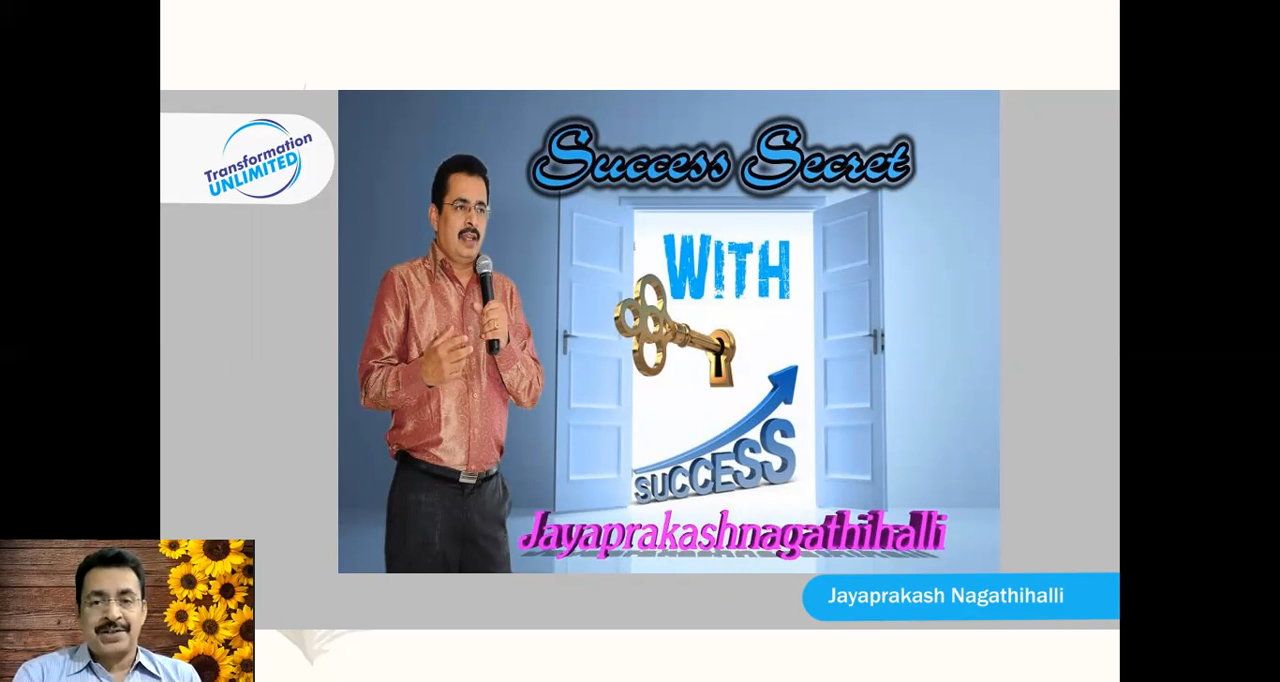 Transformation
UNLIMITED
Success Secret
WITH
SUCCESS
Jayaprakashnagathihalli
Jayaprakash Nagathihalli